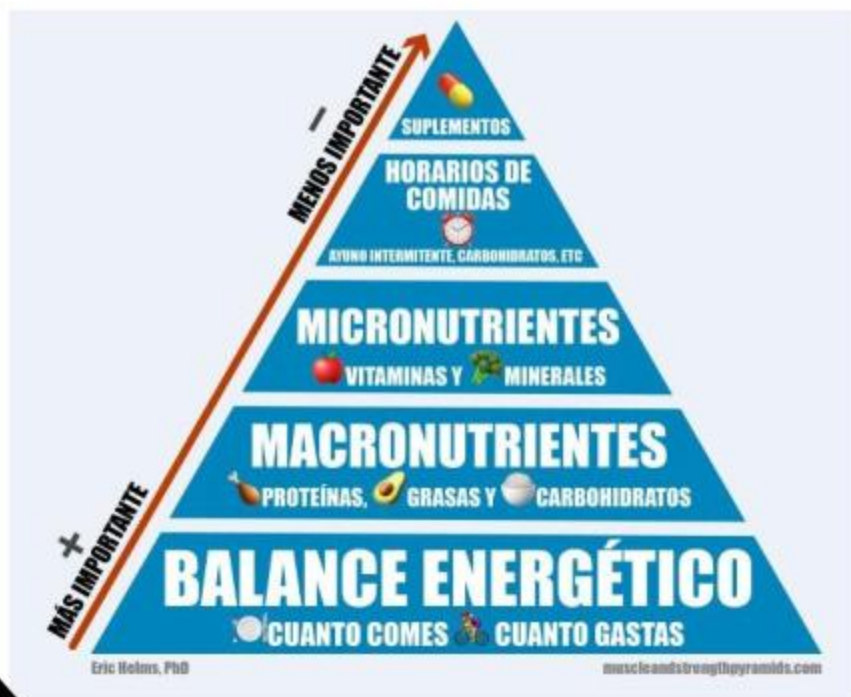 SUPLEMENTOS
HORARIOS DE
COMIDAS
AYUNO INTERMITENTE, CARBOHIDRATOS, ETC
MICRONUTRIENTES
VITAMINAS Y MINERALES
MACRONUTRIENTES
PROTEÍNAS, GRASAS Y CARBOHIDRATOS
BALANCE ENERGÉTICO
CUANTO COMES CUANTO GASTAS
- MENOS IMPORTANTE
+ MÁS IMPORTANTE
Eric Helms, PhD
muscleandstrengthpyramids.com